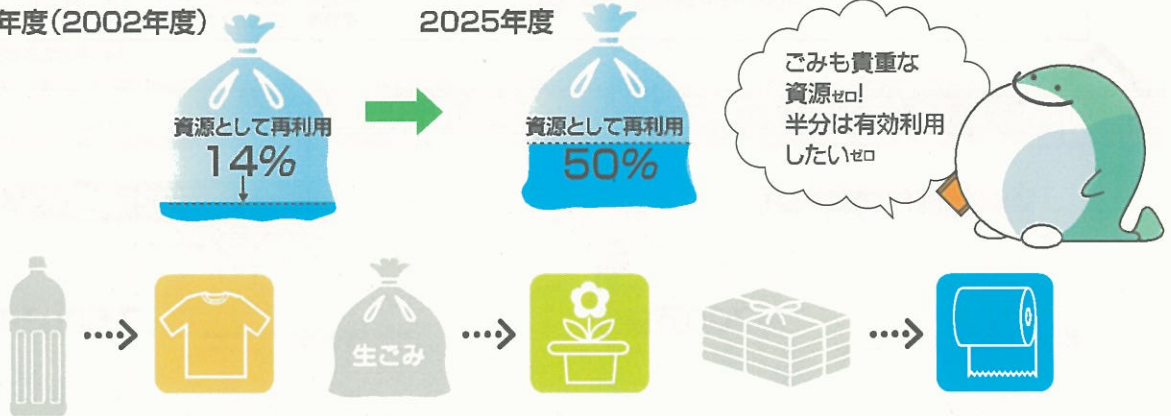 年度(2002年度)
2025年度
資源として再利用
14%
資源として再利用
50%
ごみも貴重な
資源ゼロ!
半分は有効利用
したいゼロ
生ごみ